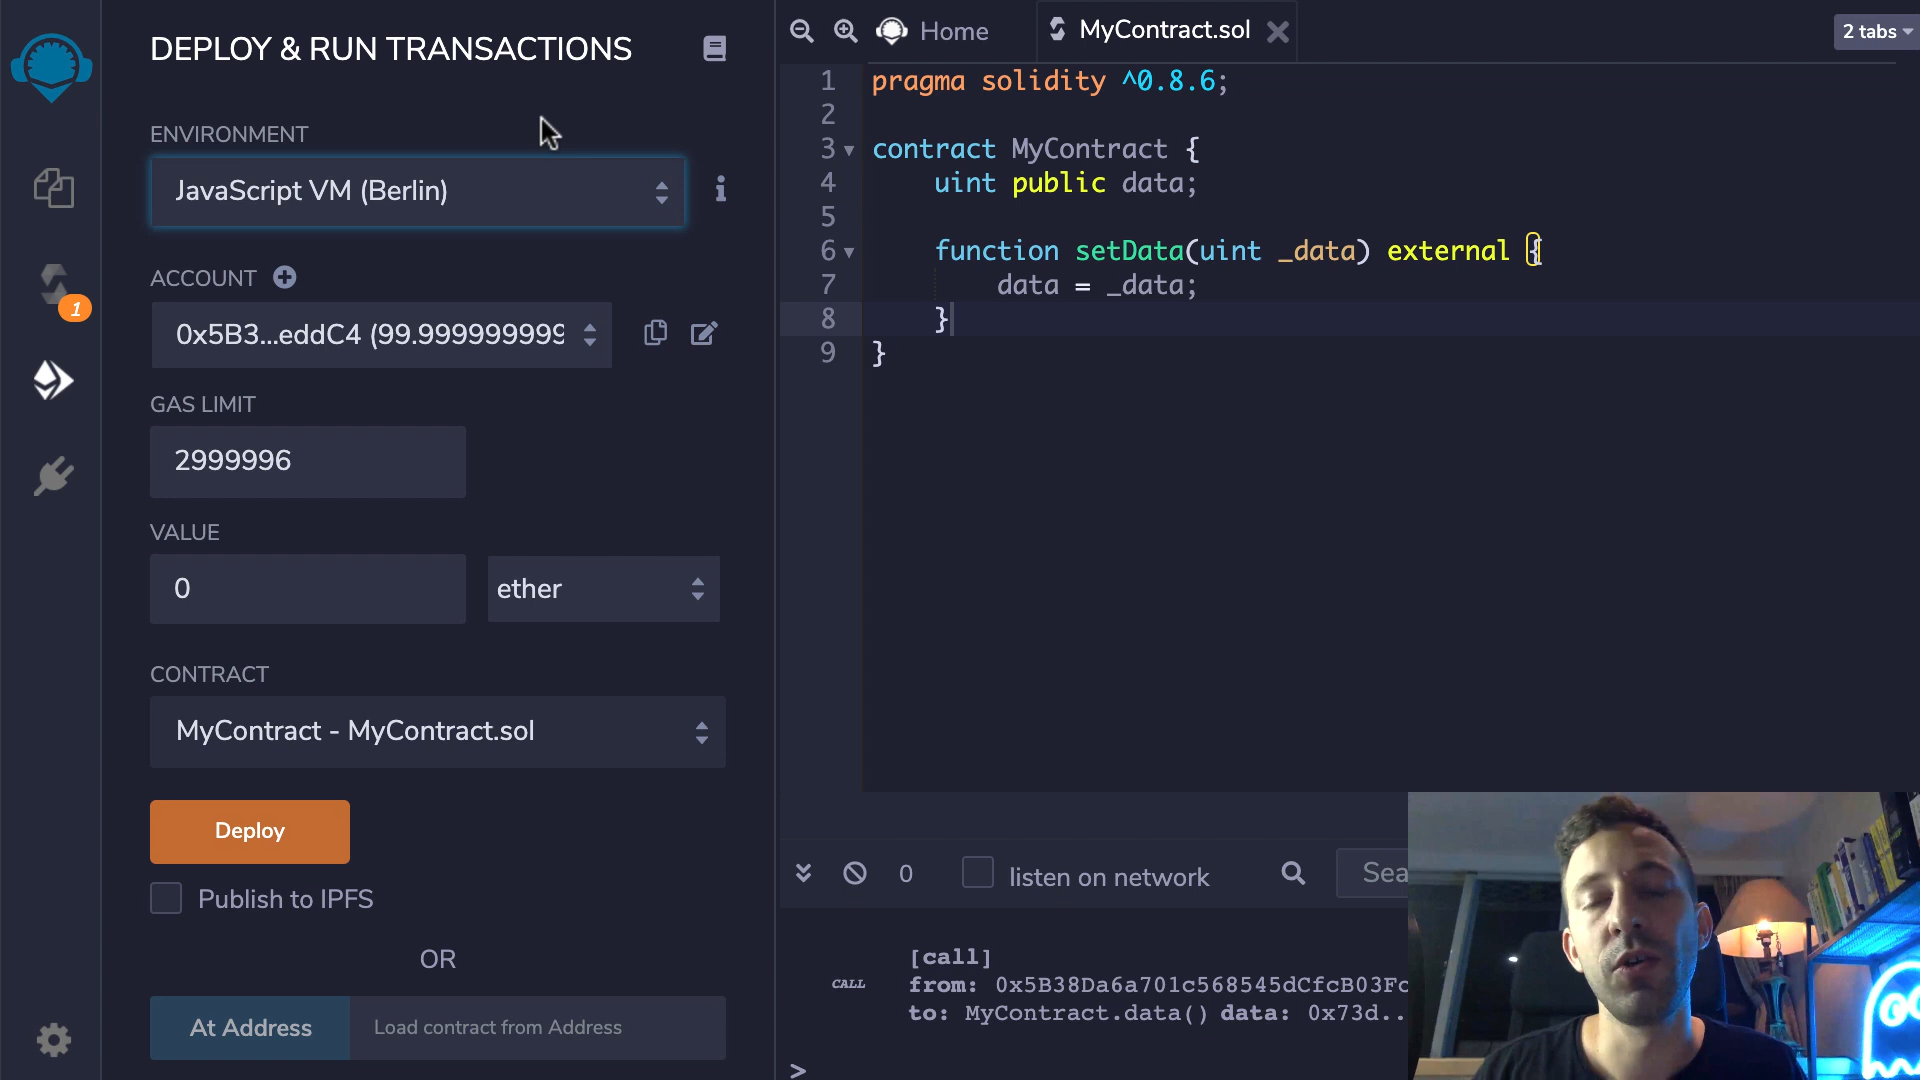 DEPLOY & RUN TRANSACTIONS
ENVIRONMENT
JavaScript VM (Berlin)
ACCOUNT
0x5B3...eddC4 (99.9999999999
GAS LIMIT
2999996
VALUE
0
ether
CONTRACT
MyContract - MyContract.sol
Deploy
Publish to IPFS
OR
At Address
Load contract from Address
1
Home
MyContract.sol
2 tabs
1 pragma solidity ^0.8.6;
2
3 contract MyContract {
4 uint public data;
5
6 function setData(uint _data) external {
7 data = _data;
8 }
9 }
0
listen on network
Sea
[call]
CALL
from: 0x5B38Da6a701c568545dCfcB03Fc
to: MyContract.data() data: 0x73d..
>